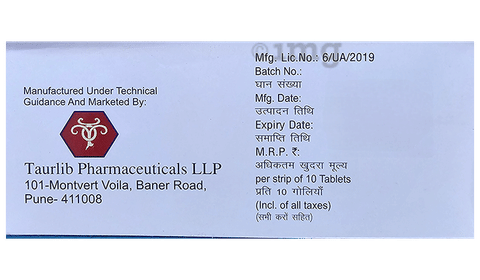 Manufactured Under Technical
Guidance And Marketed By:
Taurlib Pharmaceuticals LLP
101-Montvert Voila, Baner Road,
Pune- 411008
1mg
Mfg. Lic.No.: 6/UA/2019
Batch No.:
घान संख्या
Mfg. Date:
उत्पादन तिथि
Expiry Date:
समाप्ति तिथि
M.R.P. ₹:
अधिकतम खुदरा मूल्य
per strip of 10 Tablets
प्रति 10 गोलियाँ
(Incl. of all taxes)
(सभी करों सहित)